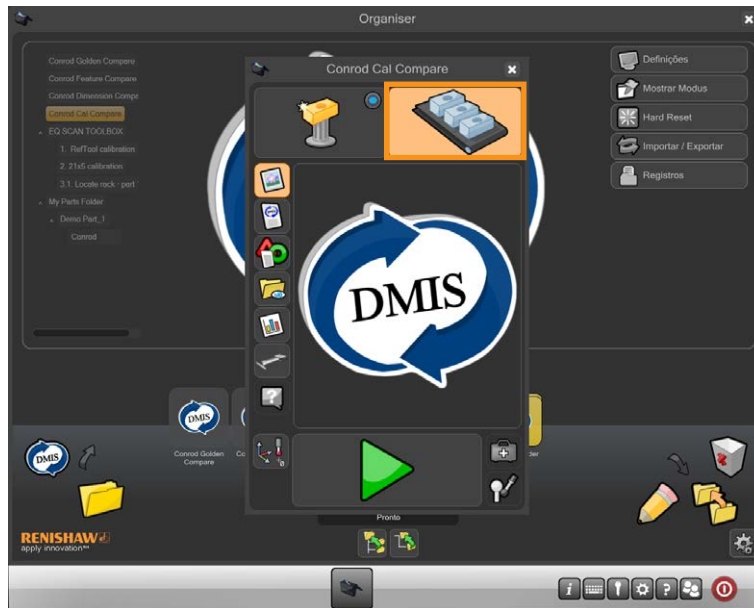 Organiser
Conrod Golden Compare
Conrod Feature Compare
Conrod Dimension Compa
Conrod Cal Compare
EQ SCAN TOOLBOX
1. RefTool calibration
2. 21x5 calibration
3.1. Locate rock - part
My Parts Folder
Demo Part_1
Conrod
Conrod Cal Compare
DMIS
Definições
Mostrar Modus
Hard Reset
Importar / Exportar
Registros
DMIS
DMIS
Conrod Golden
Compare
Pronto
RENISHAW
apply innovation™